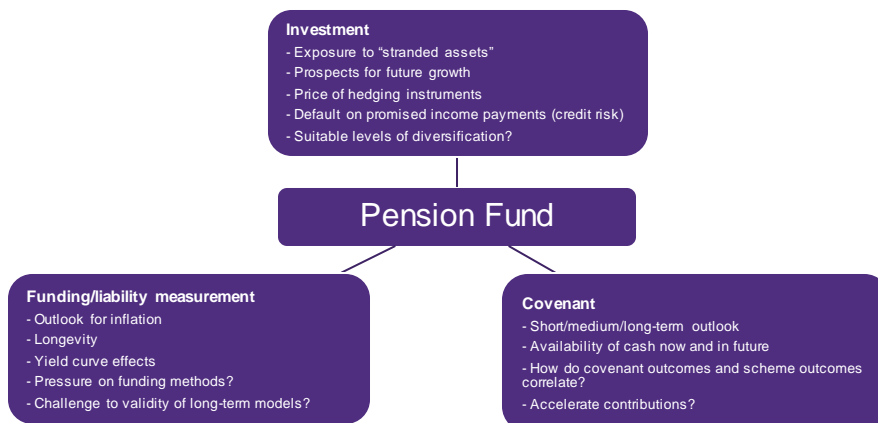 Investment
- Exposure to “stranded assets”
- Prospects for future growth
- Price of hedging instruments
- Default on promised income payments (credit risk)
- Suitable levels of diversification?
Pension Fund
Funding/liability measurement
- Outlook for inflation
- Longevity
- Yield curve effects
- Pressure on funding methods?
- Challenge to validity of long-term models?
Covenant
- Short/medium/long-term outlook
- Availability of cash now and in future
- How do covenant outcomes and scheme outcomes
correlate?
- Accelerate contributions?